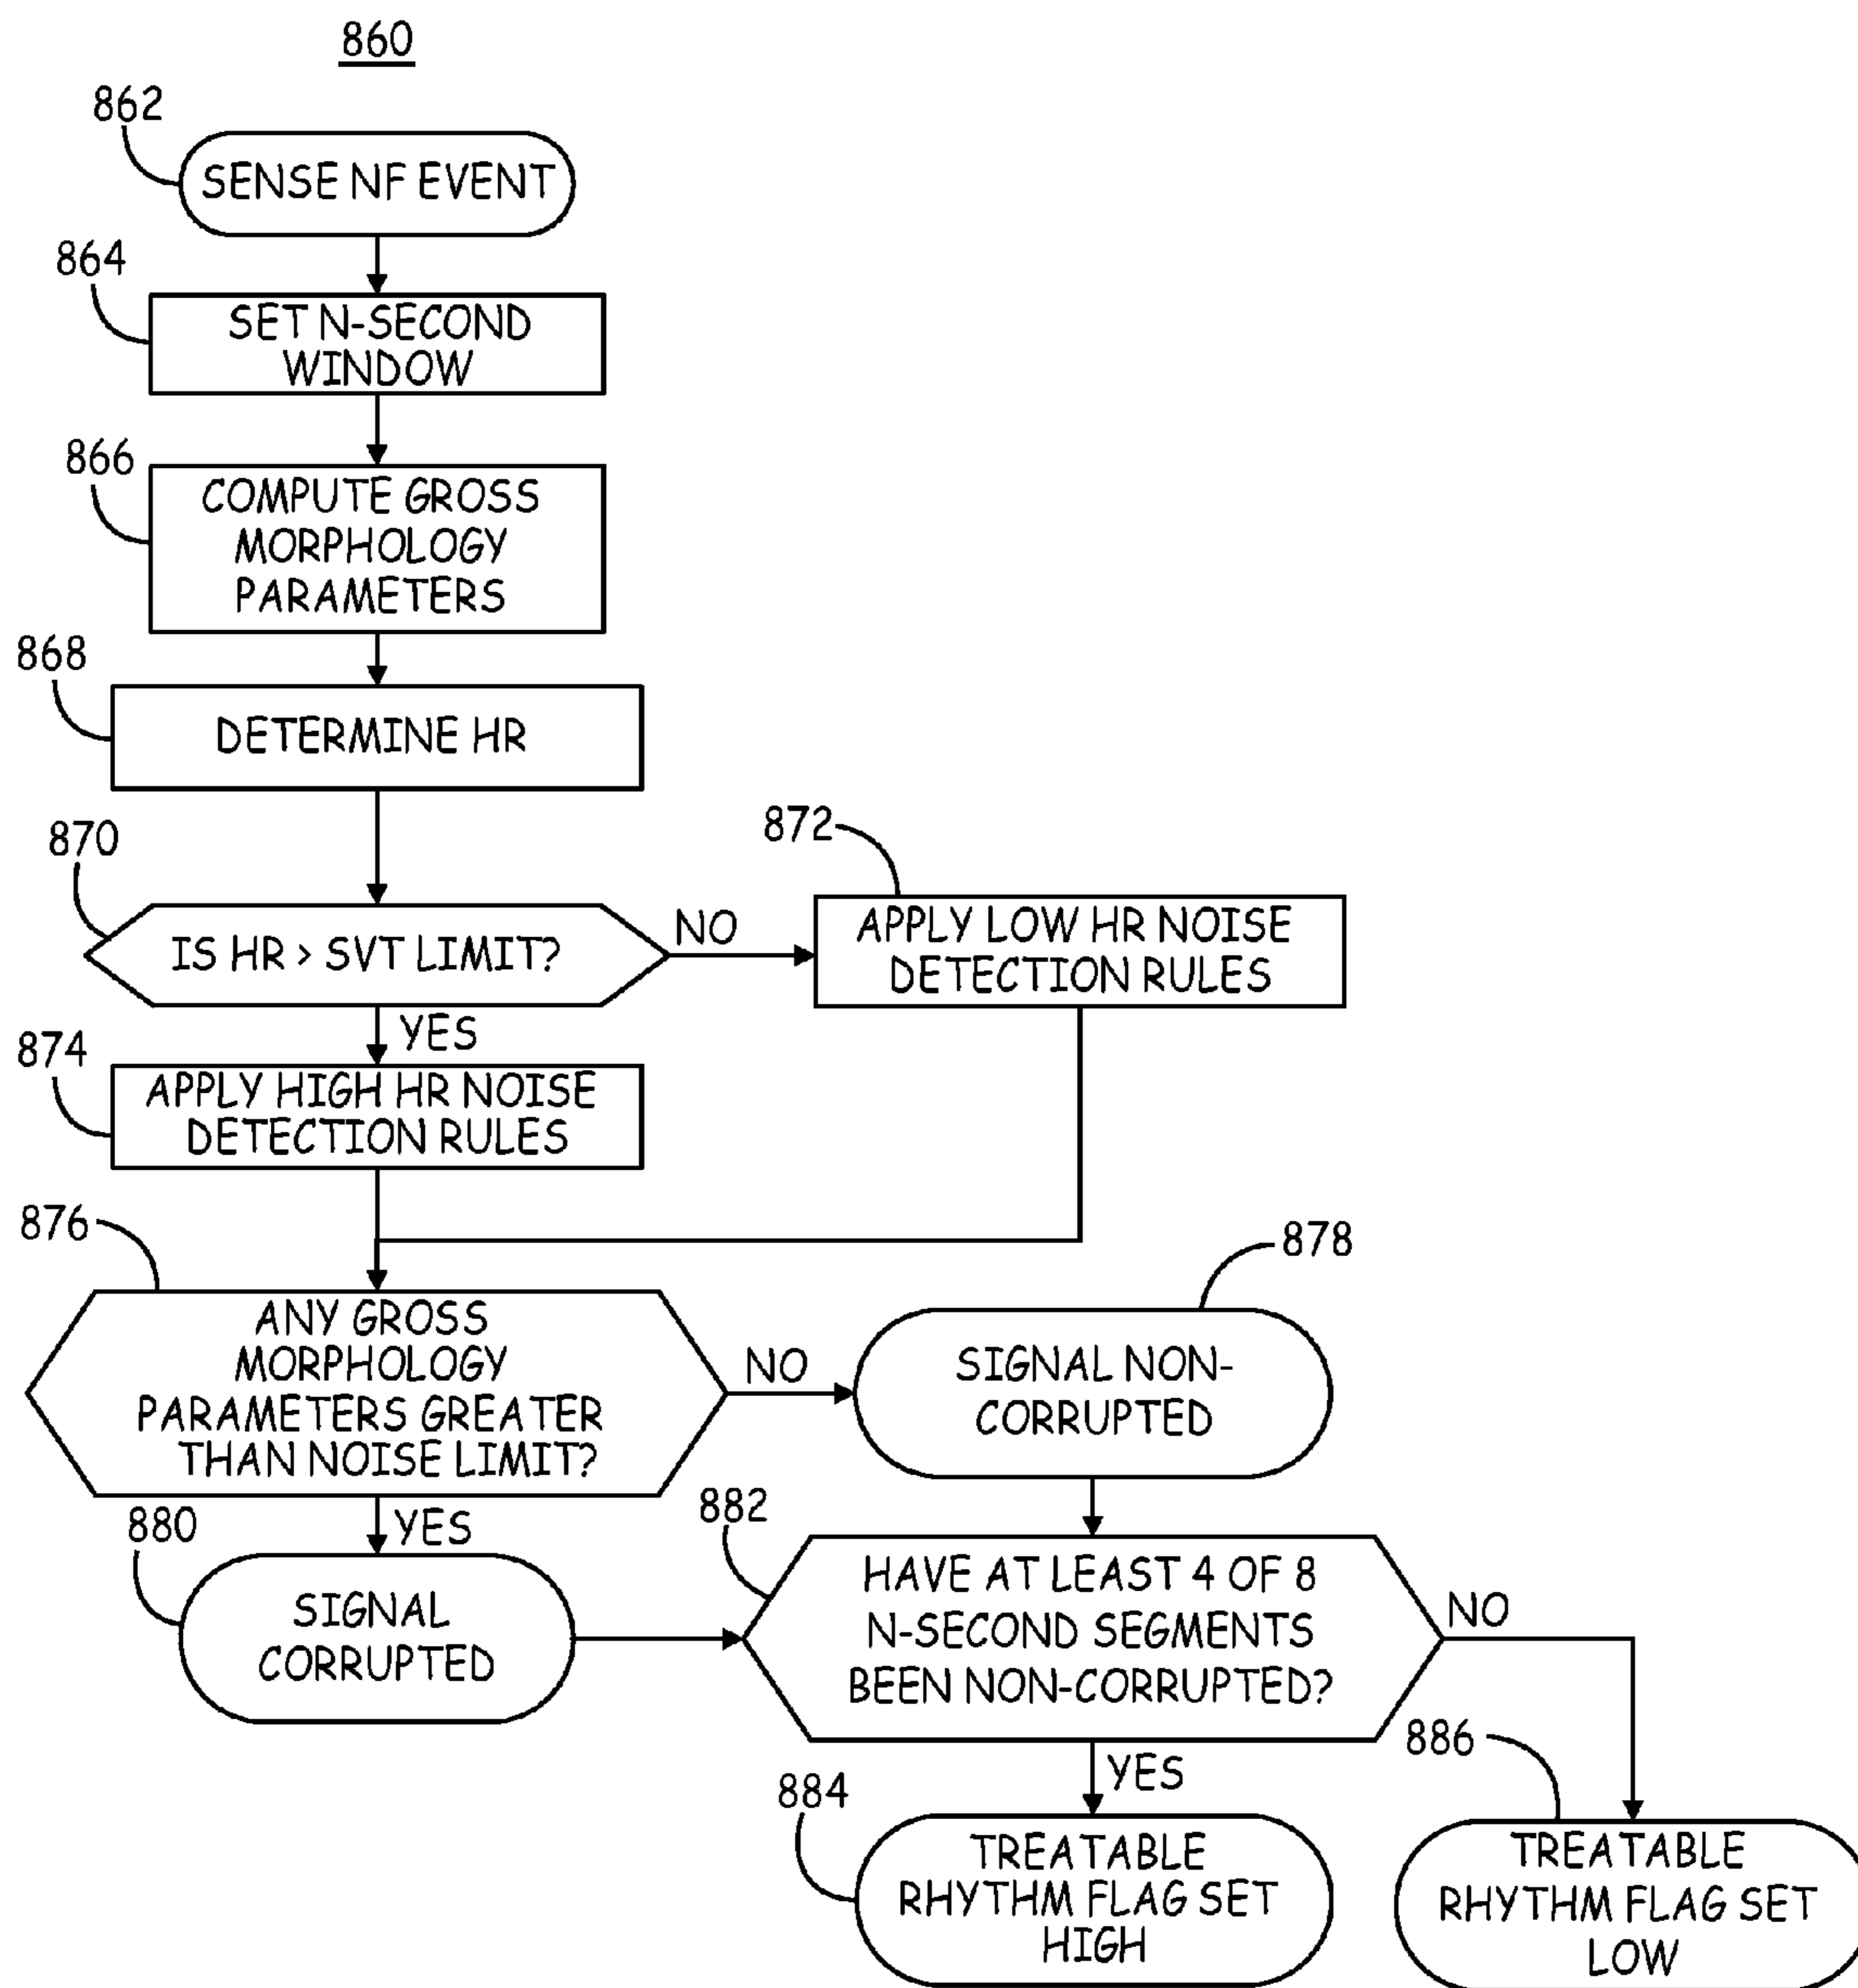 860
862
SENSE NF EVENT
864
SET N-SECOND
WINDOW
866
COMPUTE GROSS
MORPHOLOGY
PARAMETERS
868
DETERMINE HR
870
IS HR > SVT LIMIT?
NO
872
APPLY LOW HR NOISE
DETECTION RULES
YES
874
APPLY HIGH HR NOISE
DETECTION RULES
876
ANY GROSS
MORPHOLOGY
PARAMETERS GREATER
THAN NOISE LIMIT?
NO
878
SIGNAL NON-
CORRUPTED
YES
880
SIGNAL
CORRUPTED
882
HAVE AT LEAST 4 OF 8
N-SECOND SEGMENTS
BEEN NON-CORRUPTED?
NO
YES
884
TREATABLE
RHYTHM FLAG SET
HIGH
886
TREATABLE
RHYTHM FLAG SET
LOW